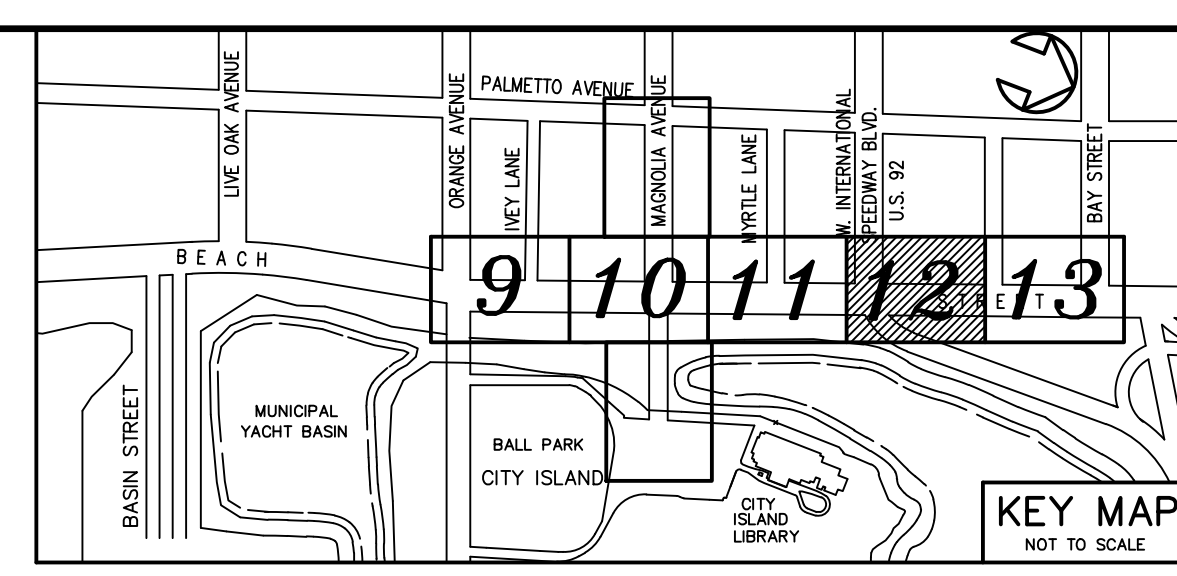 LIVE OAK AVENUE
ORANGE AVENUE
PALMETTO AVENUE
IVEY LANE
MAGNOLIA AVENUE
MYRTLE LANE
W. INTERNATIONAL
SPEEDWAY BLVD.
U.S. 92
BAY STREET
BEACH
STREET
9
10
11
12
13
BASIN STREET
MUNICIPAL
YACHT BASIN
BALL PARK
CITY ISLAND
CITY
ISLAND
LIBRARY
KEY MAP
NOT TO SCALE